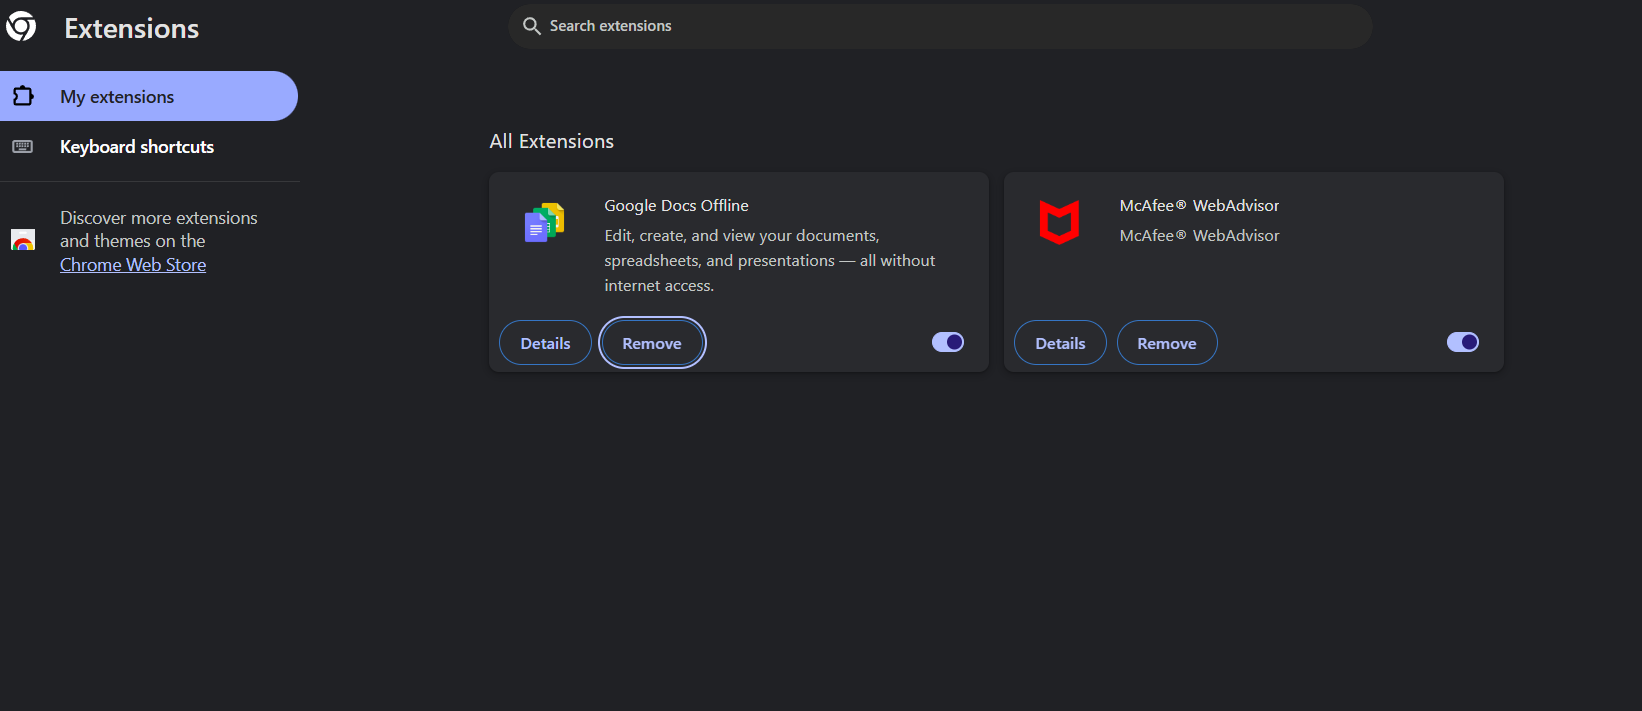 Extensions
Search extensions
My extensions
Keyboard shortcuts
Discover more extensions
and themes on the
Chrome Web Store
All Extensions
Google Docs Offline
Edit, create, and view your documents,
spreadsheets, and presentations — all without
internet access.
Details
Remove
McAfee® WebAdvisor
McAfee® WebAdvisor
Details
Remove